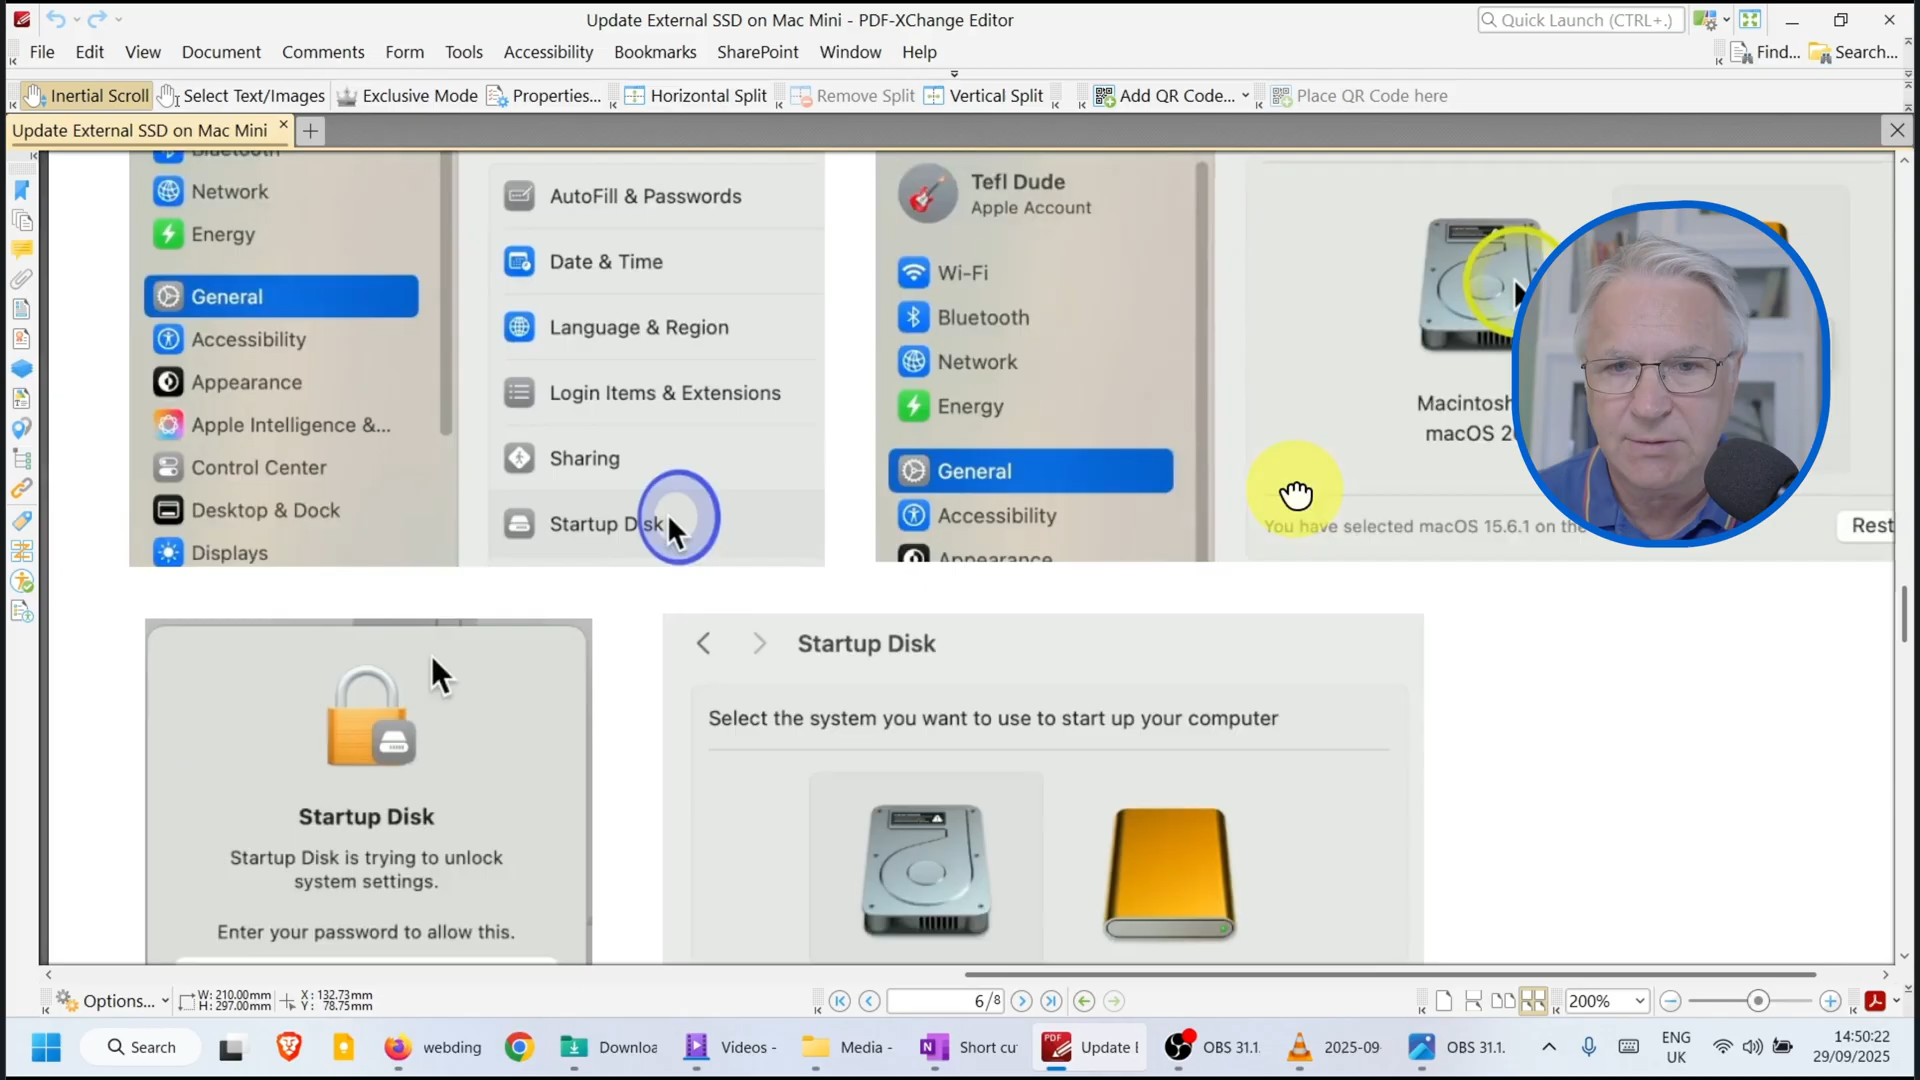 Update External SSD on Mac Mini - PDF-XChange Editor
Quick Launch (CTRL+.)
File Edit View Document Comments Form Tools Accessibility Bookmarks SharePoint Window Help
Find... Search...
Inertial Scroll Select Text/Images Exclusive Mode Properties... Horizontal Split Remove Split Vertical Split Add QR Code... Place QR Code here
Update External SSD on Mac Mini
Bluetooth
Network
Energy
General
Accessibility
Appearance
Apple Intelligence &...
Control Center
Desktop & Dock
Displays
AutoFill & Passwords
Date & Time
Language & Region
Login Items & Extensions
Sharing
Startup Disk
Tefl Dude
Apple Account
Wi-Fi
Bluetooth
Network
Energy
General
Accessibility
Appearance
Macintosh
macOS
You have selected macOS 15.6.1 on the
Rest
Startup Disk
Startup Disk is trying to unlock
system settings.
Enter your password to allow this.
Startup Disk
Select the system you want to use to start up your computer
Options...
W: 210.00mm
H: 297.00mm
X: 132.73mm
Y: 78.75mm
6/8
200%
Search
webding
Downloa
Videos -
Media -
Short cu
PDF
Update E
OBS 31.1.
2025-09-
OBS 31.1.
ENG
UK
14:50:22
29/09/2025